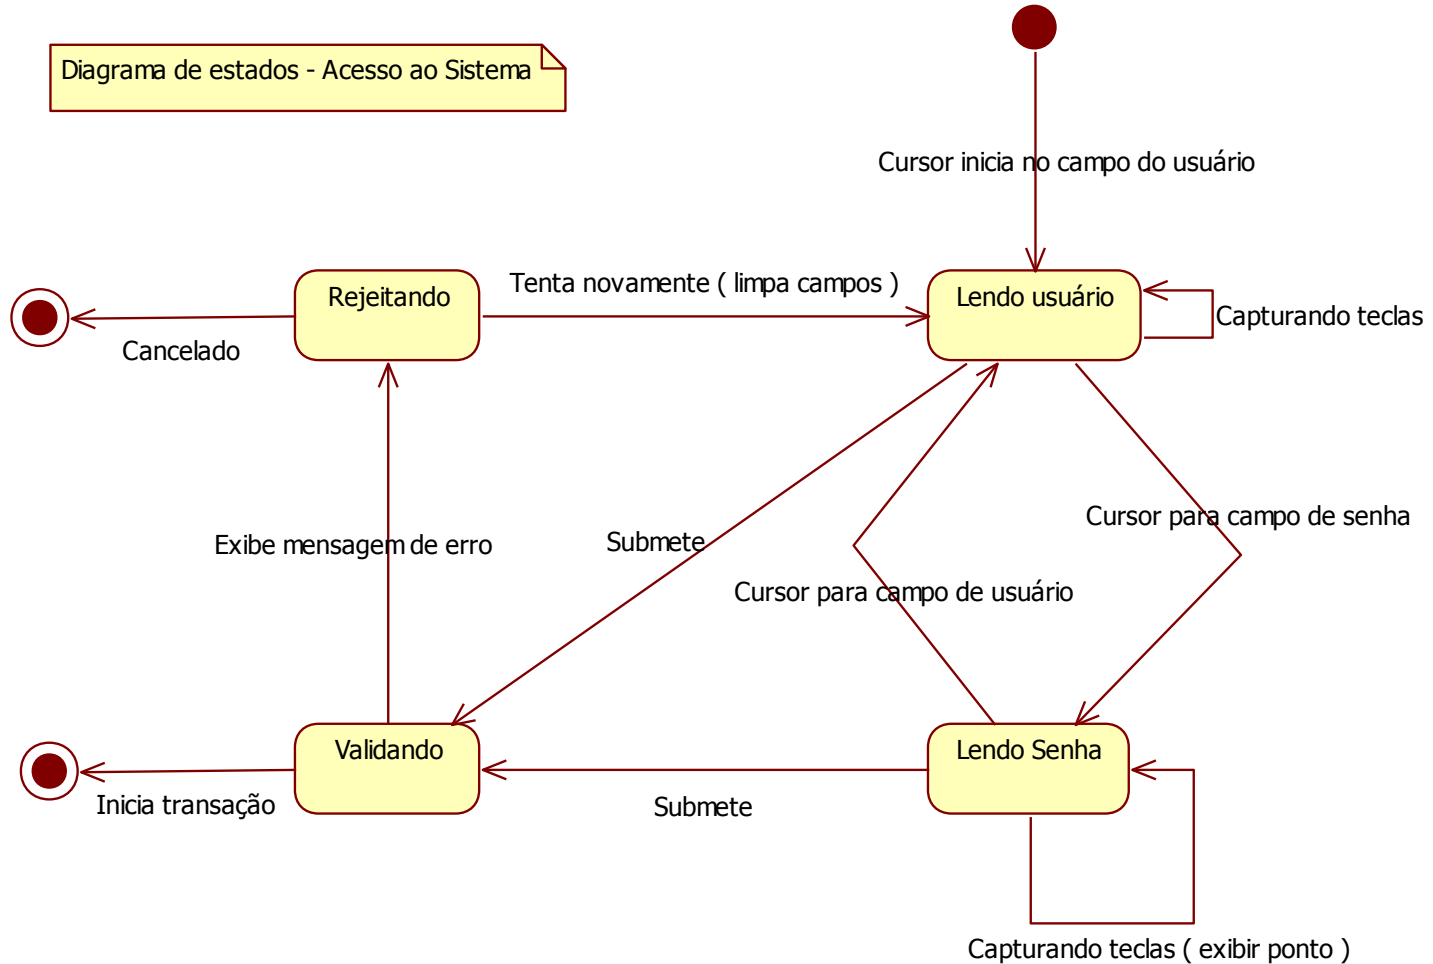 Diagrama de estados - Acesso ao Sistema
Cursor inicia no campo do usuário
Rejeitando
Tenta novamente ( limpa campos )
Lendo usuário
Capturando teclas
Cancelado
Cursor para campo de senha
Exibe mensagem de erro
Submete
Cursor para campo de usuário
Validando
Lendo Senha
Inicia transação
Submete
Capturando teclas ( exibir ponto )